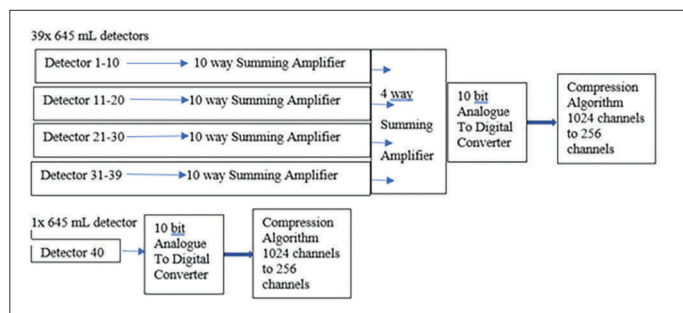 39x 645 mL detectors
Detector 1-10 10 way Summing Amplifier
Detector 11-20 10 way Summing Amplifier
Detector 21-30 10 way Summing Amplifier
Detector 31-39 10 way Summing Amplifier
4 way
Summing
Amplifier
10 bit
Analogue
To Digital
Converter
Compression
Algorithm
1024 channels
to 256
channels
1x 645 mL detector
Detector 40
10 bit
Analogue
To Digital
Converter
Compression
Algorithm
1024 channels
to 256
channels